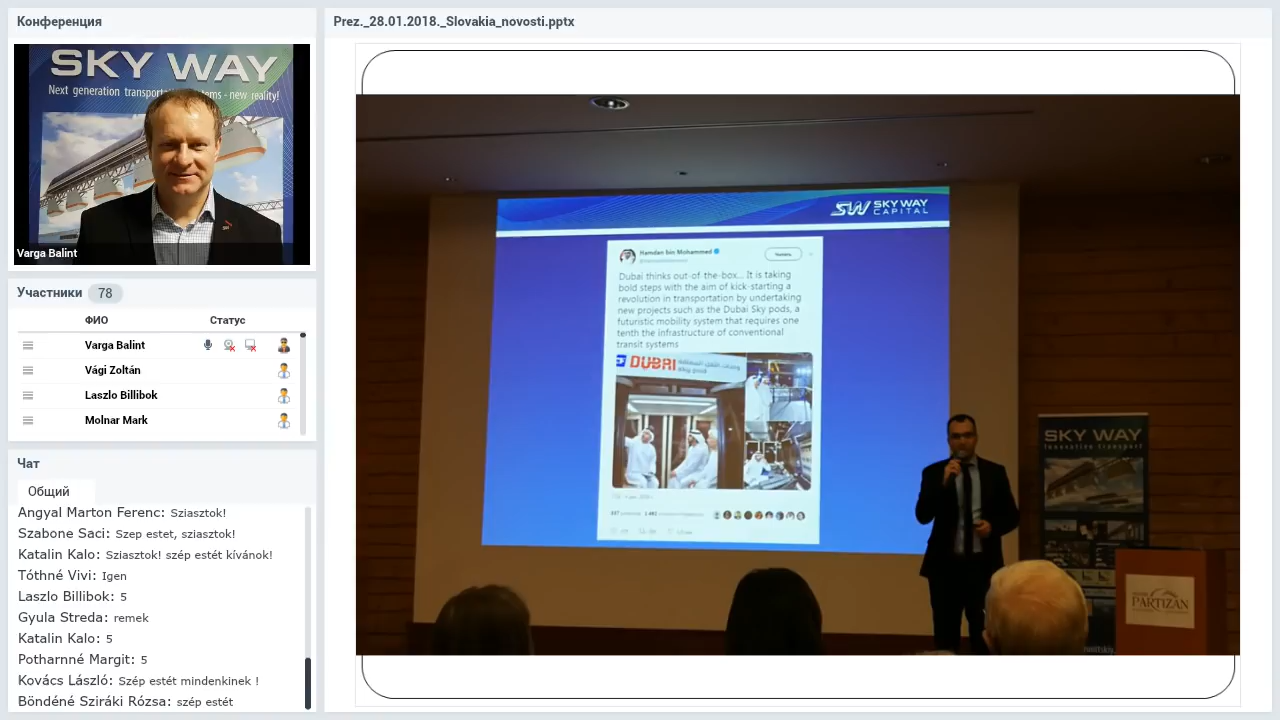 Конференция
SKY WAY
Next generation transport
ems - new reality!
Varga Balint
Участники 78
ФИО Статус
Varga Balint
Vági Zoltán
Laszlo Billibok
Molnar Mark
Чат
Общий
Angyal Marton Ferenc: Sziasztok!
Szabone Saci: Szep estet, sziasztok!
Katalin Kalo: Sziasztok! szép estét kívánok!
Tóthné Vivi: Igen
Laszlo Billibok: 5
Gyula Streda: remek
Katalin Kalo: 5
Potharnné Margit: 5
Kovács László: Szép estét mindenkinek !
Böndéné Sziráki Rózsa: szép estét
Prez._28.01.2018._Slovakia_novosti.pptx
SW SKY WAY
CAPITAL
Hamdan bin Mohammed
Dubai thinks out-of-the-box... It is taking
bold steps with the aim of kick-starting a
revolution in transportation by undertaking
new projects such as the Dubai Sky pods, a
futuristic mobility system that requires one
tenth the infrastructure of conventional
transit systems
DUBAI
sky pod
SKY WAY
Innovative transport
PARTIZÁN